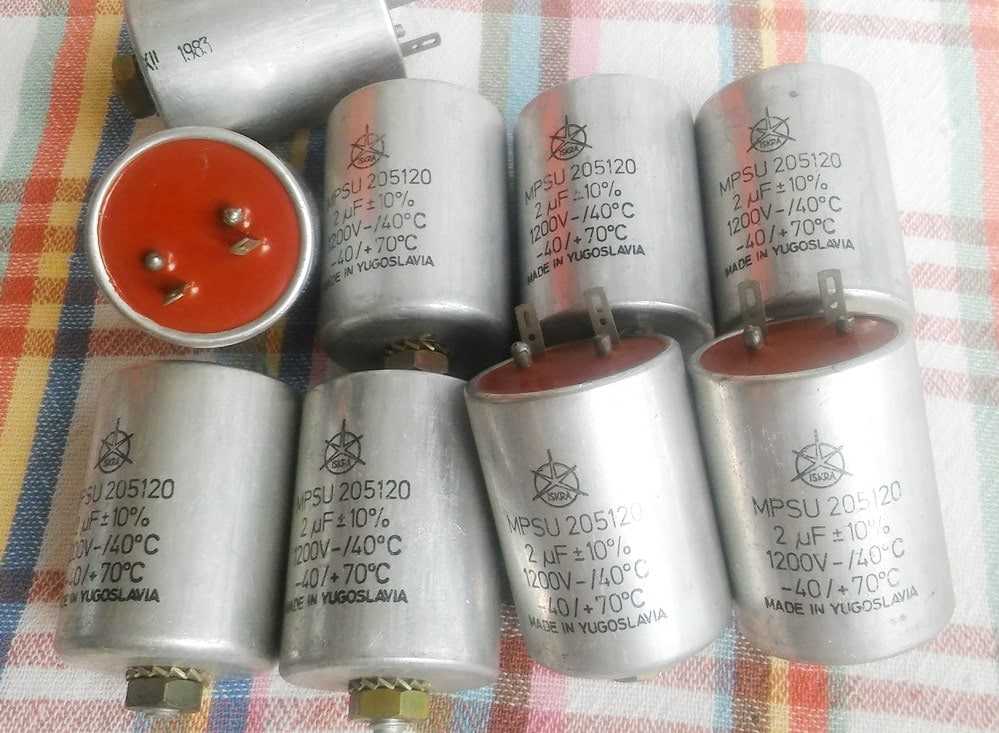 XII 1983
ISKRA
MPSU 205120
2 µF ± 10%
1200V-/40°C
-40/+70°C
MADE IN YUGOSLAVIA
ISKRA
MPSU 205120
2 µF ± 10%
1200V-/40°C
-40/+70°C
MADE IN YUGOSLAVIA
ISKRA
MPSU 205120
2 µF ± 10%
1200V-/40°C
-40/+70°C
MADE IN YUGOSLAVIA
ISKRA
PSU 205120
µF ± 10%
200V-/40°C
40/+70°C
DE IN YUGOSLAVIA
ISKRA
MPSU 205120
2 µF ± 10%
1200V-/40°C
-40/+70°C
MADE IN YUGOSLAVIA
ISKRA
MPSU 205120
2 µF ± 10%
1200V-/40°C
-40/+70°C
MADE IN YUGOSLAVIA
ISKRA
MPSU 205120
2 µF ± 10%
1200V-/40°C
-40/+70°C
MADE IN YUGOSLAVIA